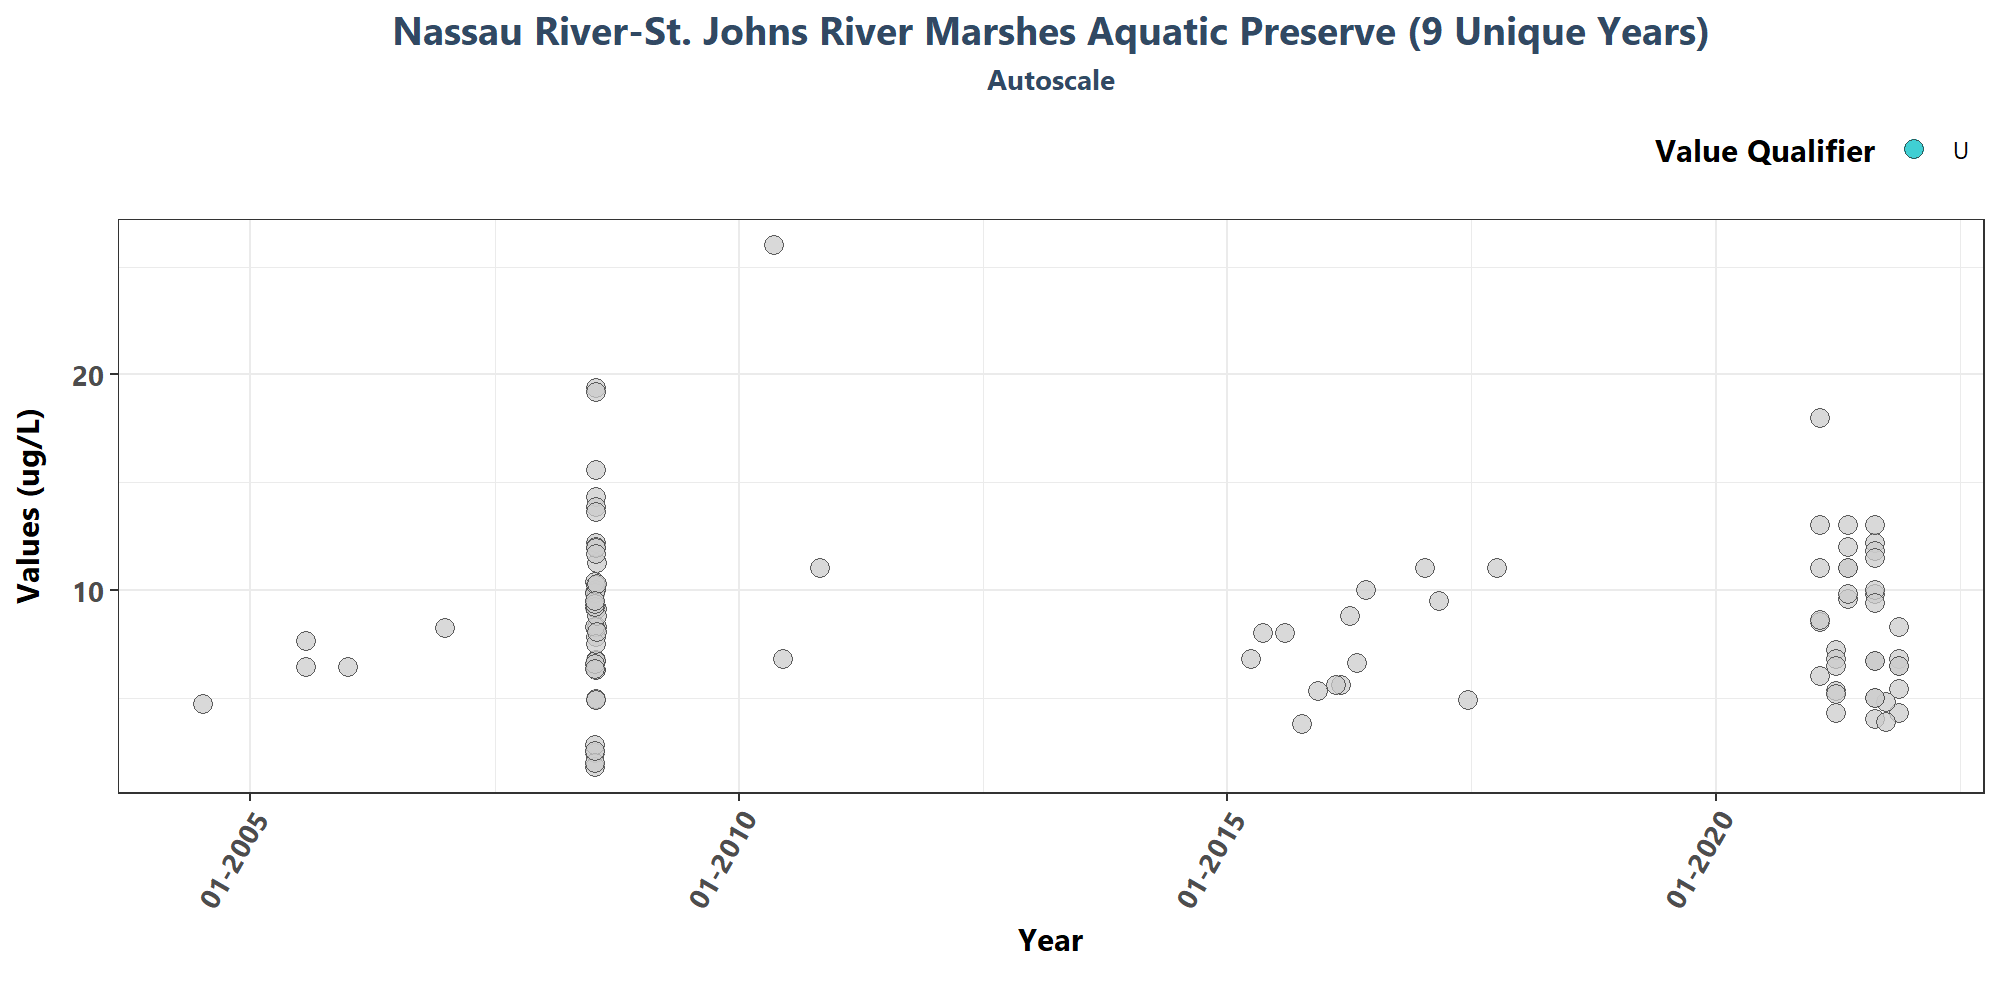 Nassau River-St. Johns River Marshes Aquatic Preserve (9 Unique Years)
Autoscale
Value Qualifier U
Values (ug/L)
20
10
01-2005
01-2010
01-2015
01-2020
Year